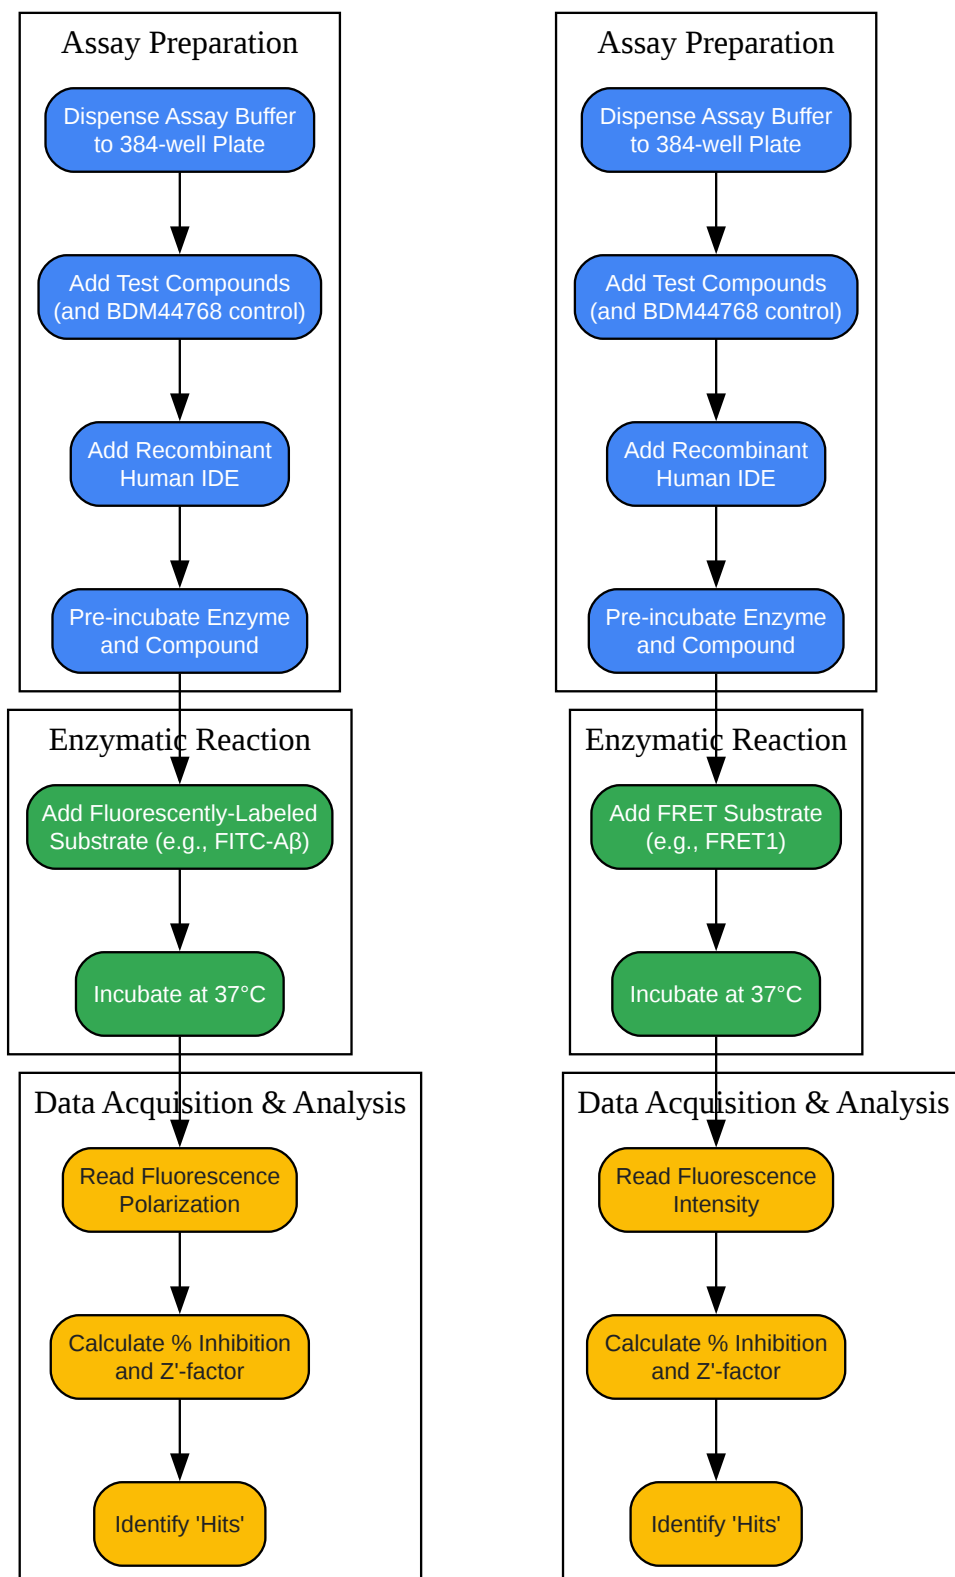 Assay Preparation
Dispense Assay Buffer
to 384-well Plate
Add Test Compounds
(and BDM44768 control)
Add Recombinant
Human IDE
Pre-incubate Enzyme
and Compound
Enzymatic Reaction
Add Fluorescently-Labeled
Substrate (e.g., FITC-Aβ)
Incubate at 37°C
Data Acquisition & Analysis
Read Fluorescence
Polarization
Calculate % Inhibition
and Z'-factor
Identify 'Hits'
Assay Preparation
Dispense Assay Buffer
to 384-well Plate
Add Test Compounds
(and BDM44768 control)
Add Recombinant
Human IDE
Pre-incubate Enzyme
and Compound
Enzymatic Reaction
Add FRET Substrate
(e.g., FRET1)
Incubate at 37°C
Data Acquisition & Analysis
Read Fluorescence
Intensity
Calculate % Inhibition
and Z'-factor
Identify 'Hits'